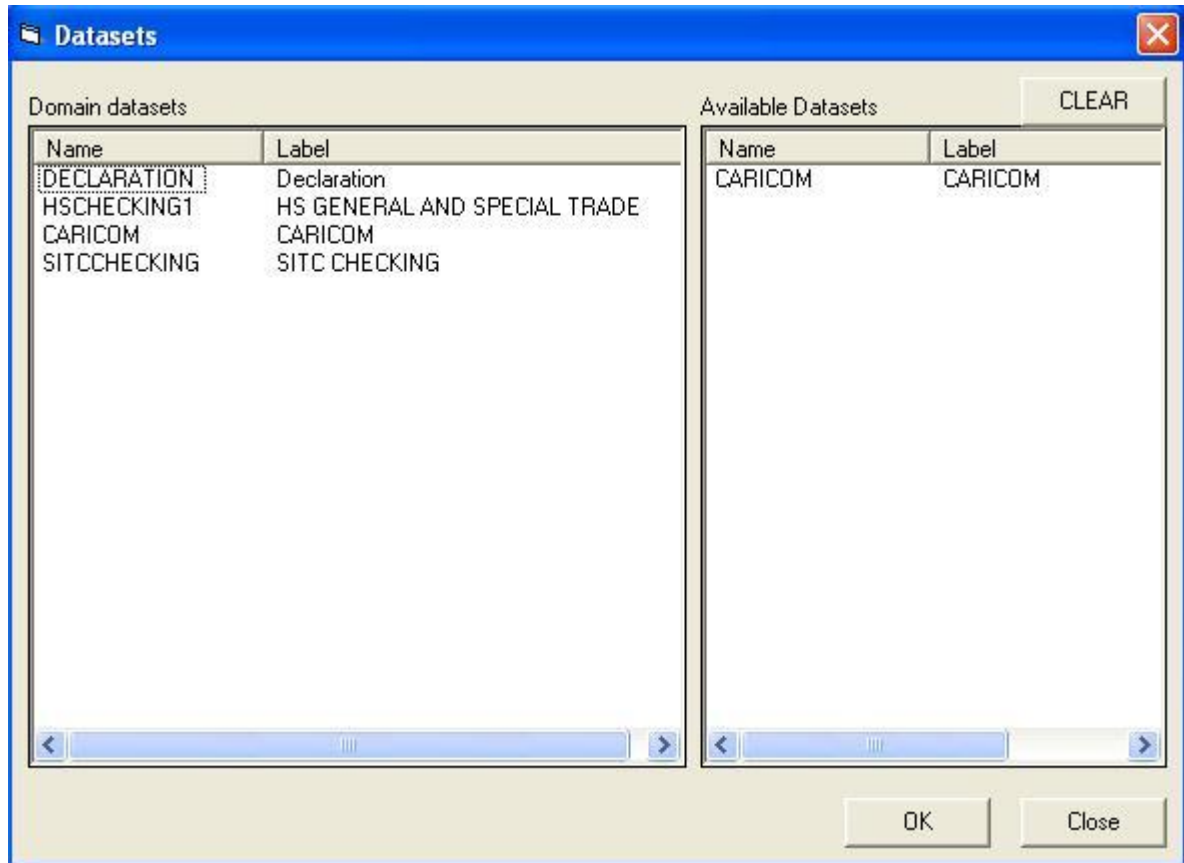 Datasets
Domain datasets
Name Label
DECLARATION Declaration
HSCHECKING1 HS GENERAL AND SPECIAL TRADE
CARICOM CARICOM
SITCCHECKING SITC CHECKING
Available Datasets
CLEAR
Name Label
CARICOM CARICOM
OK Close